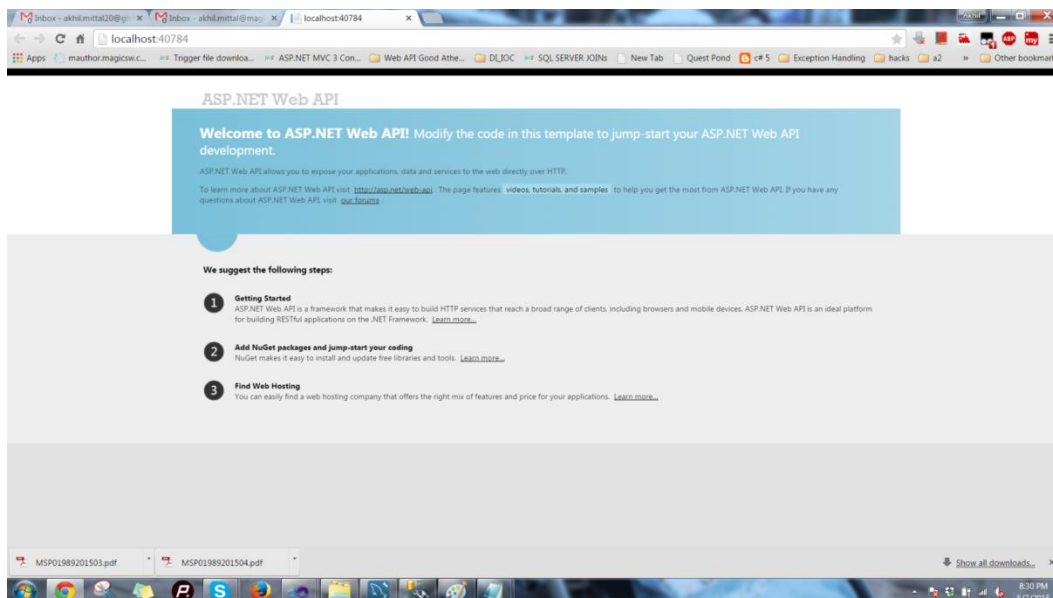 Inbox - akhil.mittal20@g
Inbox - akhil.mittal@mag
localhost:40784
Akhil
localhost:40784
Apps
mauthor.magicsw.c...
Trigger file downloa...
ASP.NET MVC 3 Con...
Web API Good Athe...
DI,IOC
SQL SERVER JOINs
New Tab
Quest Pond
c# 5
Exception Handling
hacks
a2
»
Other bookmar
ASP.NET Web API
Welcome to ASP.NET Web API! Modify the code in this template to jump-start your ASP.NET Web API
development.
ASP.NET Web API allows you to expose your applications, data and services to the web directly over HTTP.
To learn more about ASP.NET Web API visit http://asp.net/web-api . The page features videos, tutorials, and samples to help you get the most from ASP.NET Web API. If you have any
questions about ASP.NET Web API, visit our forums .
We suggest the following steps:
1
Getting Started
ASP.NET Web API is a framework that makes it easy to build HTTP services that reach a broad range of clients, including browsers and mobile devices. ASP.NET Web API is an ideal platform
for building RESTful applications on the .NET Framework. Learn more...
2
Add NuGet packages and jump-start your coding
NuGet makes it easy to install and update free libraries and tools. Learn more...
3
Find Web Hosting
You can easily find a web hosting company that offers the right mix of features and price for your applications. Learn more...
MSP01989201503.pdf
MSP01989201504.pdf
Show all downloads...
8:30 PM